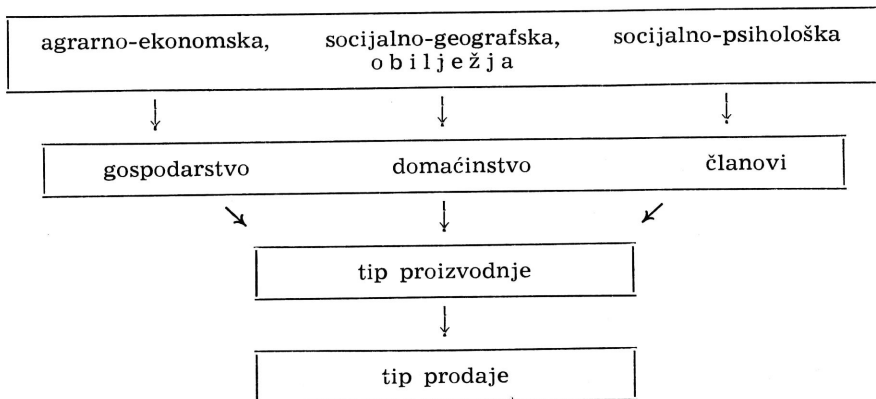 agrarno-ekonomska, socijalno-geografska, socijalno-psihološka
obilježja
gospodarstvo domaćinstvo članovi
tip proizvodnje
tip prodaje